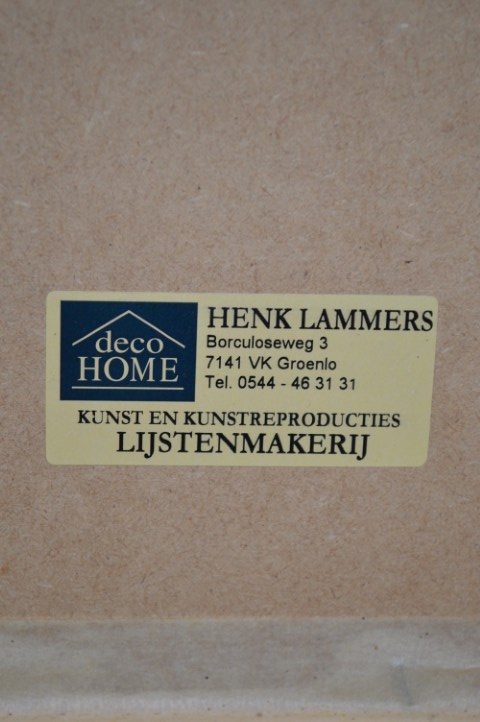 deco
HOME
HENK LAMMERS
Borculoseweg 3
7141 VK Groenlo
Tel. 0544 - 46 31 31
KUNST EN KUNSTREPRODUCTIES
LIJSTENMAKERIJ